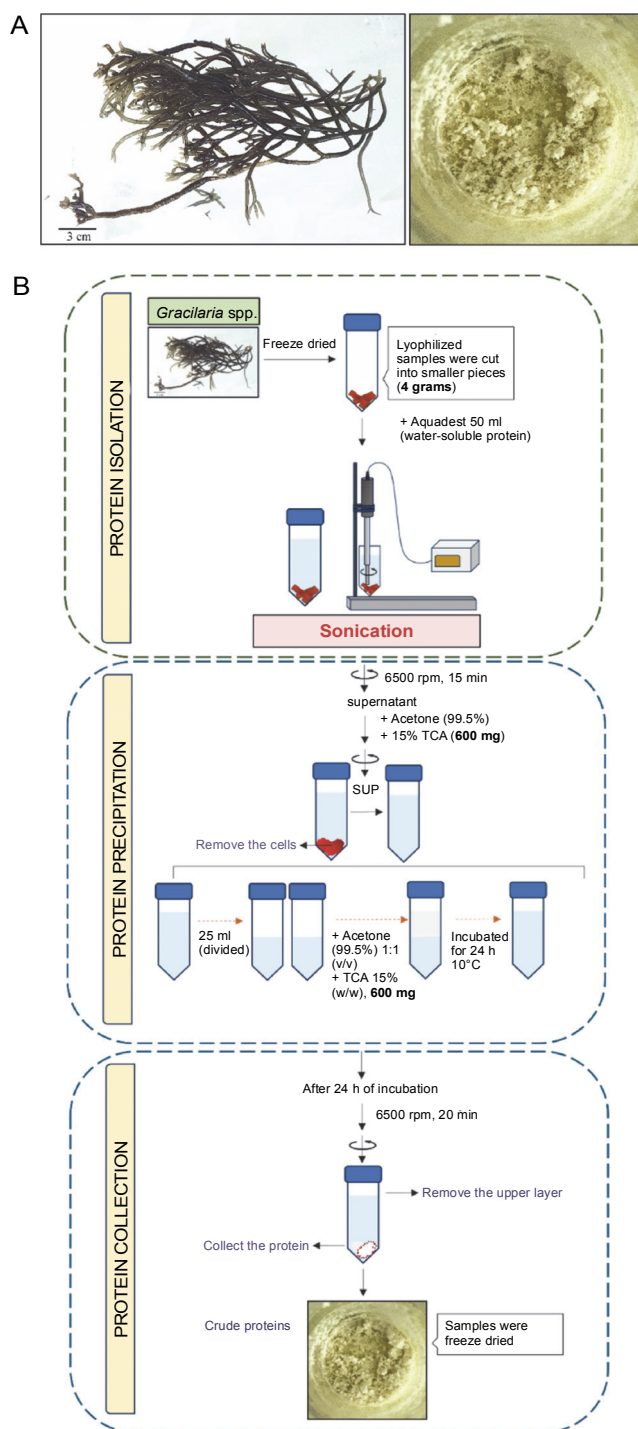 A
3 cm
B
PROTEIN ISOLATION
Gracilaria spp.
Freeze dried
Lyophilized
samples were cut
into smaller pieces
(4 grams)
+ Aquadest 50 ml
(water-soluble protein)
Sonication
PROTEIN PRECIPITATION
6500 rpm, 15 min
supernatant
+ Acetone (99.5%)
+ 15% TCA (600 mg)
SUP
Remove the cells
25 ml
(divided)
+ Acetone
(99.5%) 1:1
(v/v)
+ TCA 15%
(w/w), 600 mg
Incubated
for 24 h
10°C
PROTEIN COLLECTION
After 24 h of incubation
6500 rpm, 20 min
Remove the upper layer
Collect the protein
Crude proteins
Samples were
freeze dried